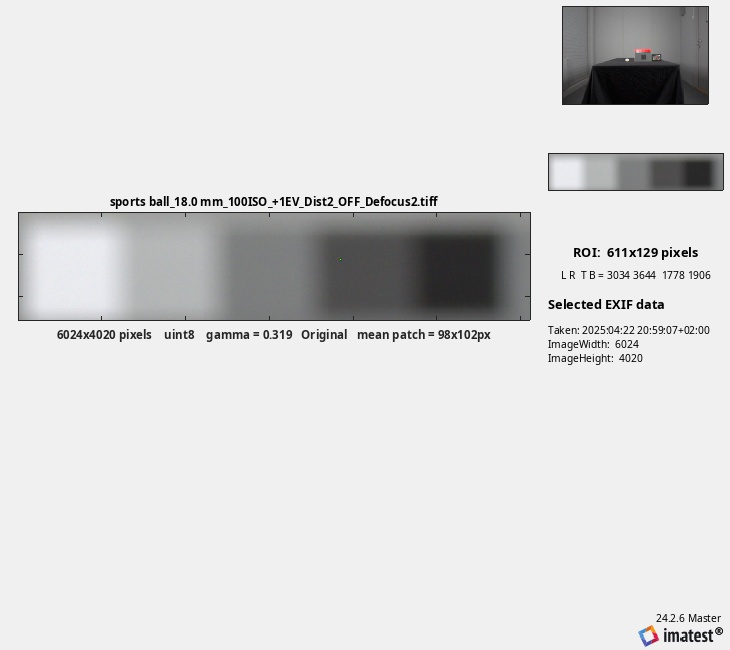 sports ball_18.0 mm_100ISO_+1EV_Dist2_OFF_Defocus2.tiff
6024x4020 pixels uint8 gamma = 0.319 Original mean patch = 98x102px
ROI: 611x129 pixels
L R T B = 3034 3644 1778 1906
Selected EXIF data
Taken: 2025:04:22 20:59:07+02:00
ImageWidth: 6024
ImageHeight: 4020
24.2.6 Master
imatest®